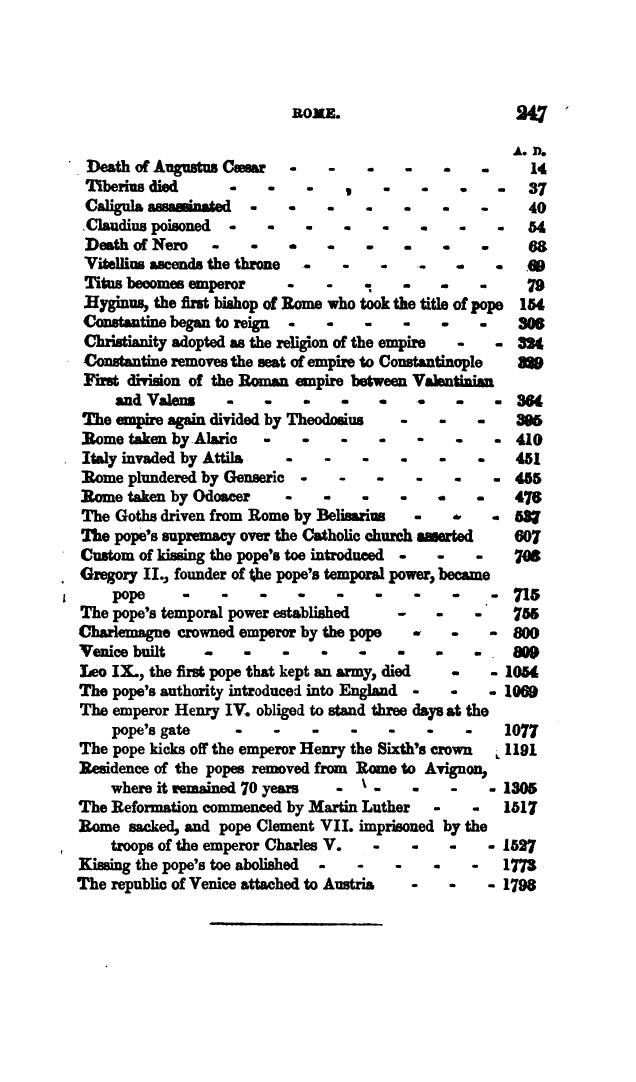 ROME. 247
A. D.
Death of Augustus Cæsar - - - - - - 14
Tiberius died - - - - - - - - 37
Caligula assassinated - - - - - - - 40
Claudius poisoned - - - - - - - - 54
Death of Nero - - - - - - - - 68
Vitellius ascends the throne - - - - - - 69
Titus becomes emperor - - - - - - 79
Hyginus, the first bishop of Rome who took the title of pope 154
Constantine began to reign - - - - - - 306
Christianity adopted as the religion of the empire - - 324
Constantine removes the seat of empire to Constantinople 329
First division of the Roman empire between Valentinian
and Valens - - - - - - - - 364
The empire again divided by Theodosius - - - 395
Rome taken by Alaric - - - - - - - 410
Italy invaded by Attila - - - - - - 451
Rome plundered by Genseric - - - - - - 455
Rome taken by Odoacer - - - - - - 476
The Goths driven from Rome by Belisarius - - - 537
The pope's supremacy over the Catholic church asserted 607
Custom of kissing the pope's toe introduced - - - 708
Gregory II., founder of the pope's temporal power, became
pope - - - - - - - - - 715
The pope's temporal power established - - - 755
Charlemagne crowned emperor by the pope - - - 800
Venice built - - - - - - - - 809
Leo IX., the first pope that kept an army, died - - 1054
The pope's authority introduced into England - - - 1069
The emperor Henry IV. obliged to stand three days at the
pope's gate - - - - - - - 1077
The pope kicks off the emperor Henry the Sixth's crown 1191
Residence of the popes removed from Rome to Avignon,
where it remained 70 years - - - - - 1305
The Reformation commenced by Martin Luther - - 1517
Rome sacked, and pope Clement VII. imprisoned by the
troops of the emperor Charles V. - - - - 1527
Kissing the pope's toe abolished - - - - - 1773
The republic of Venice attached to Austria - - - 1798